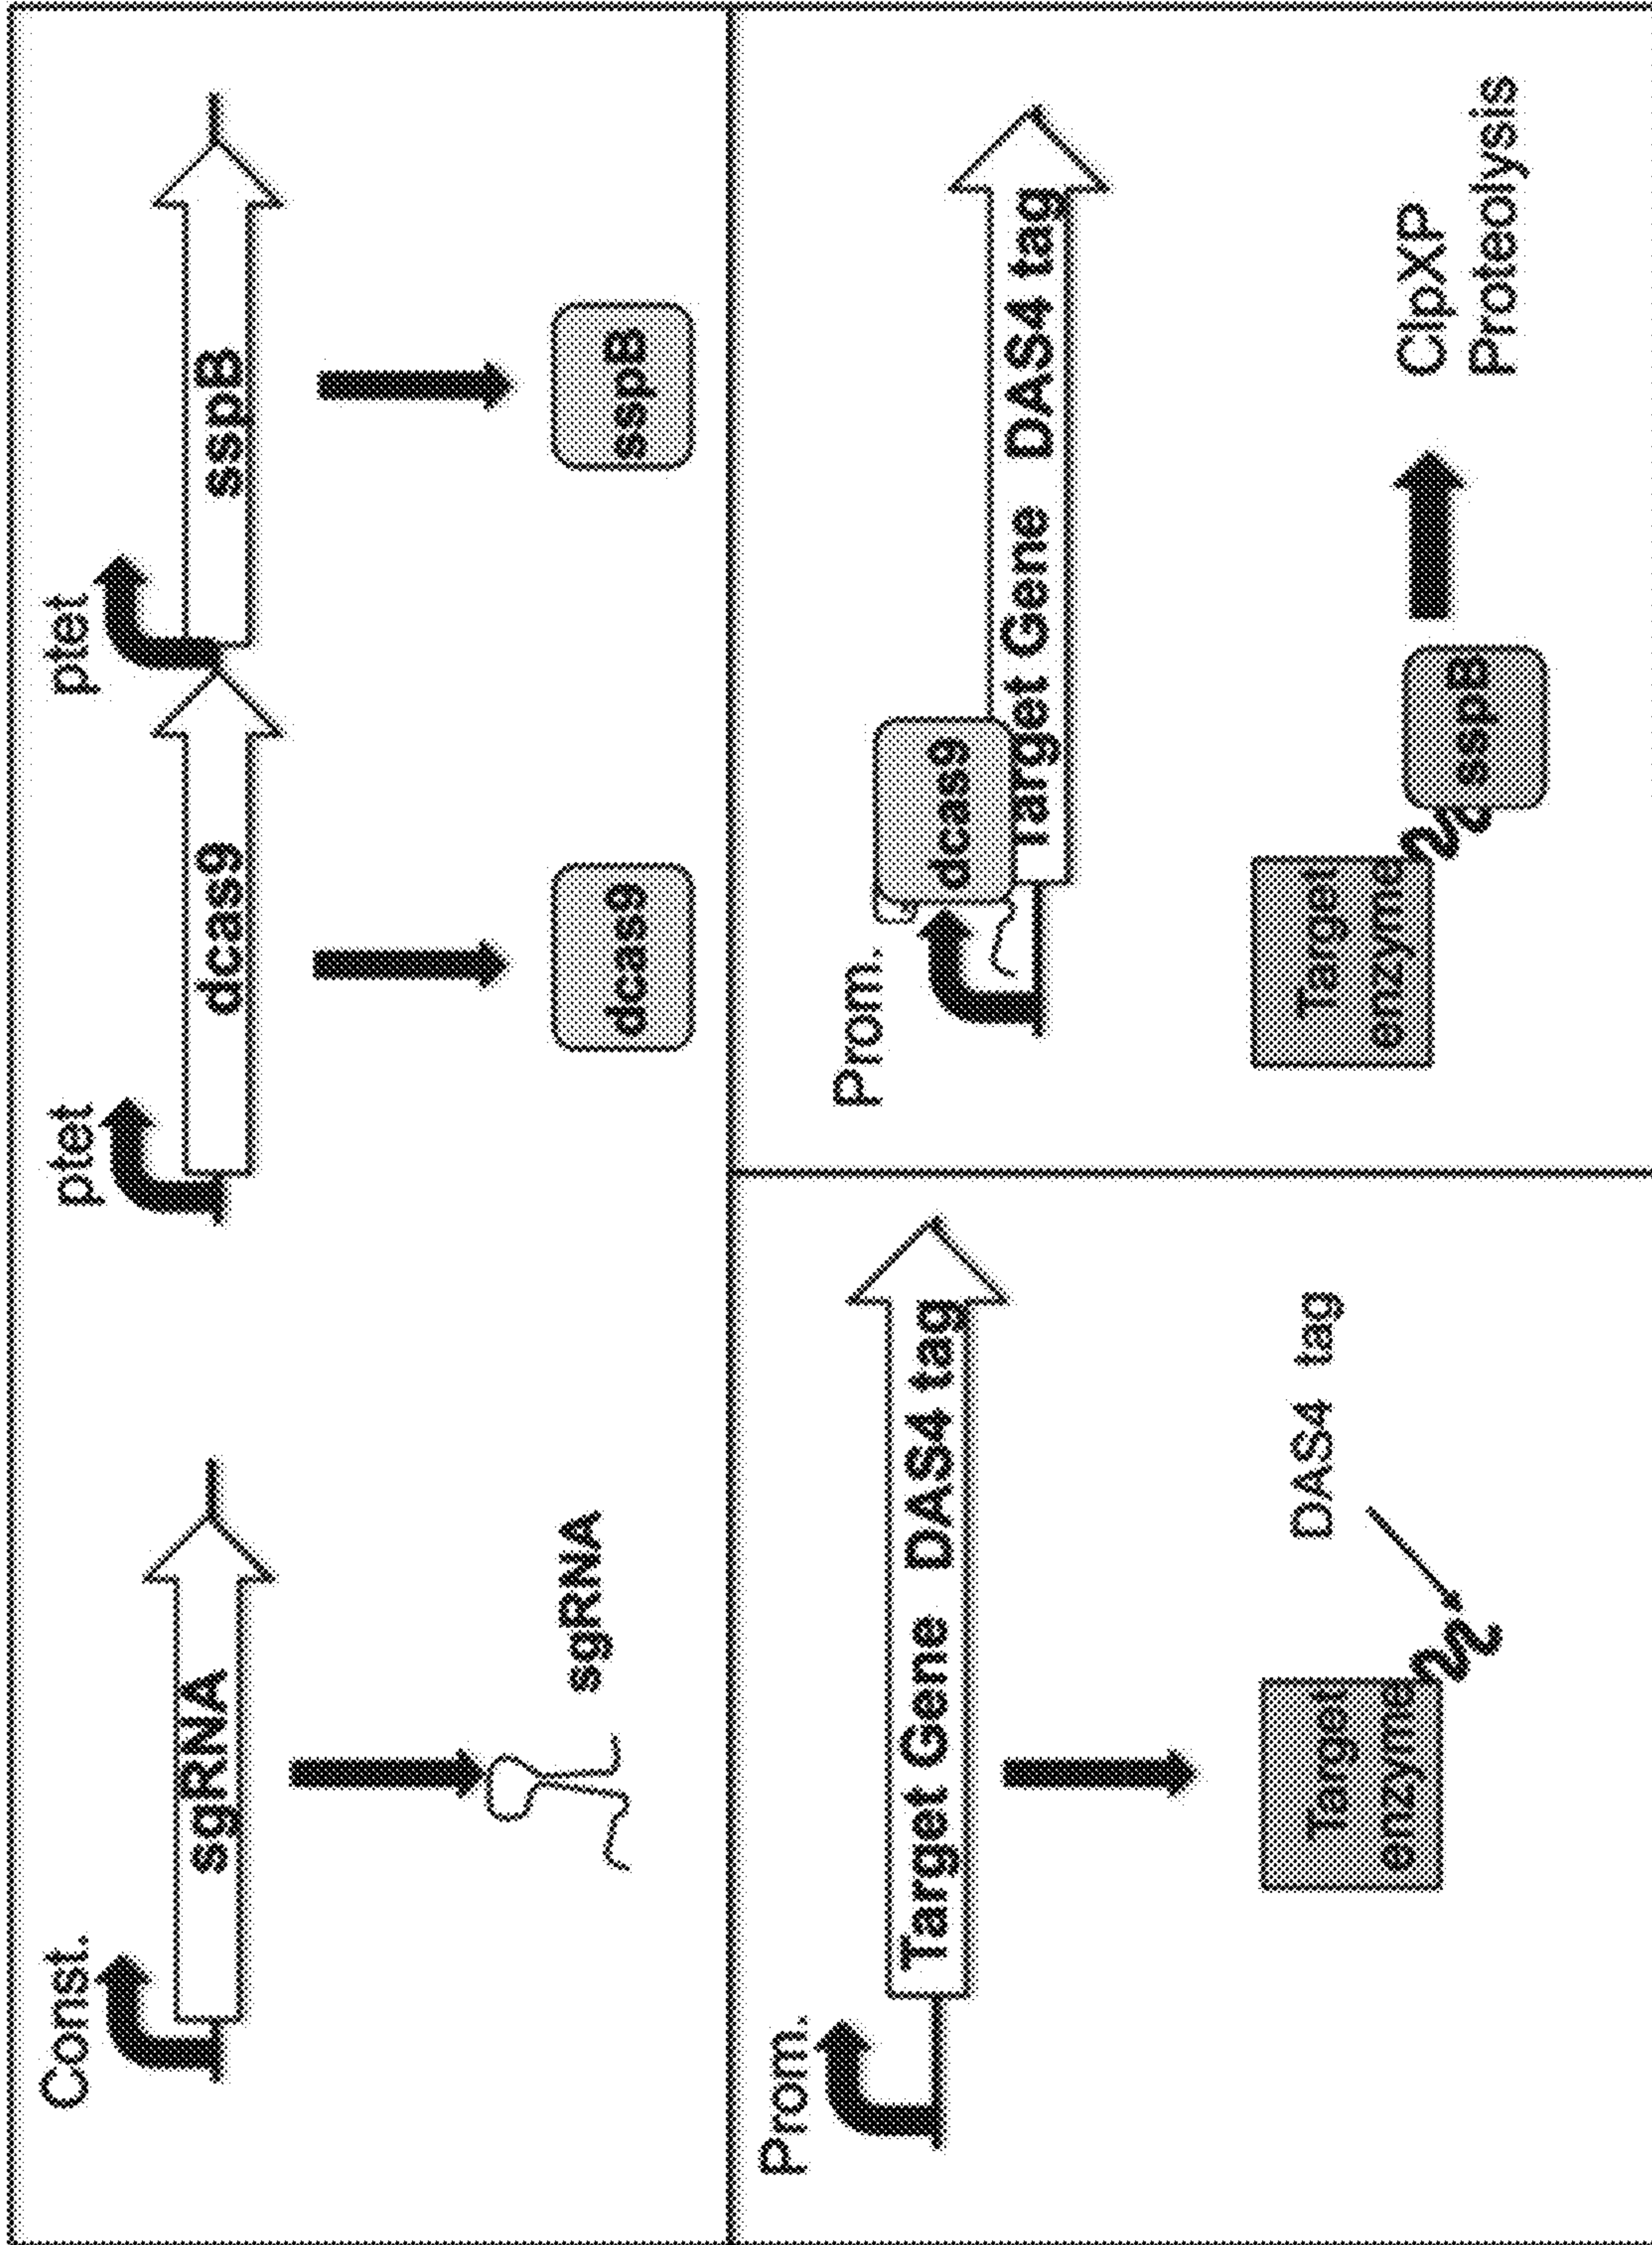 Const.
ptet
ptet
sgRNA
dcas9
sspB
sgRNA
dcas9
sspB
Prom.
Target Gene DAS4 tag
DAS4 tag
Target
enzyme
Prom.
dcas9
Target Gene DAS4 tag
Target
enzyme
sspB
ClpXP
Proteolysis